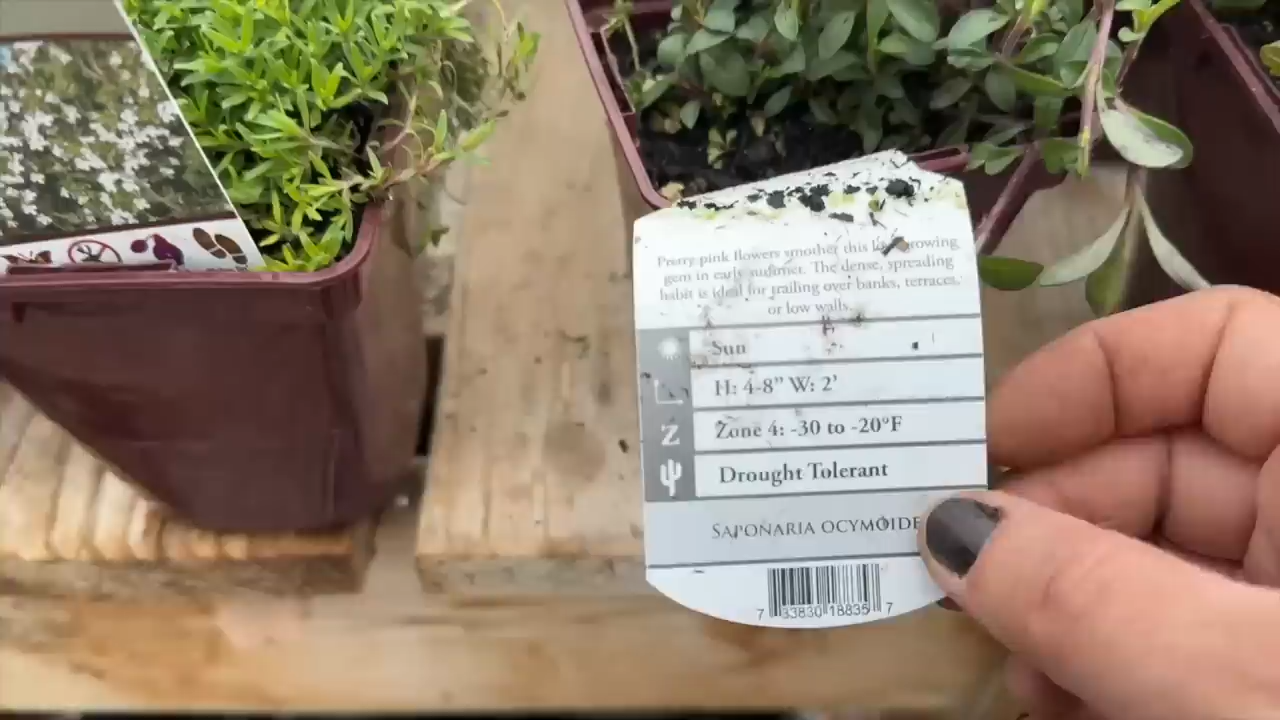 Pretty pink flowers smother this growing
gem in early summer. The dense, spreading
habit is ideal for trailing over banks, terraces,
or low walls.
Sun
H: 4-8” W: 2’
Z Zone 4: -30 to -20°F
Drought Tolerant
SAPONARIA OCYMOIDE
7 33830 18835 7